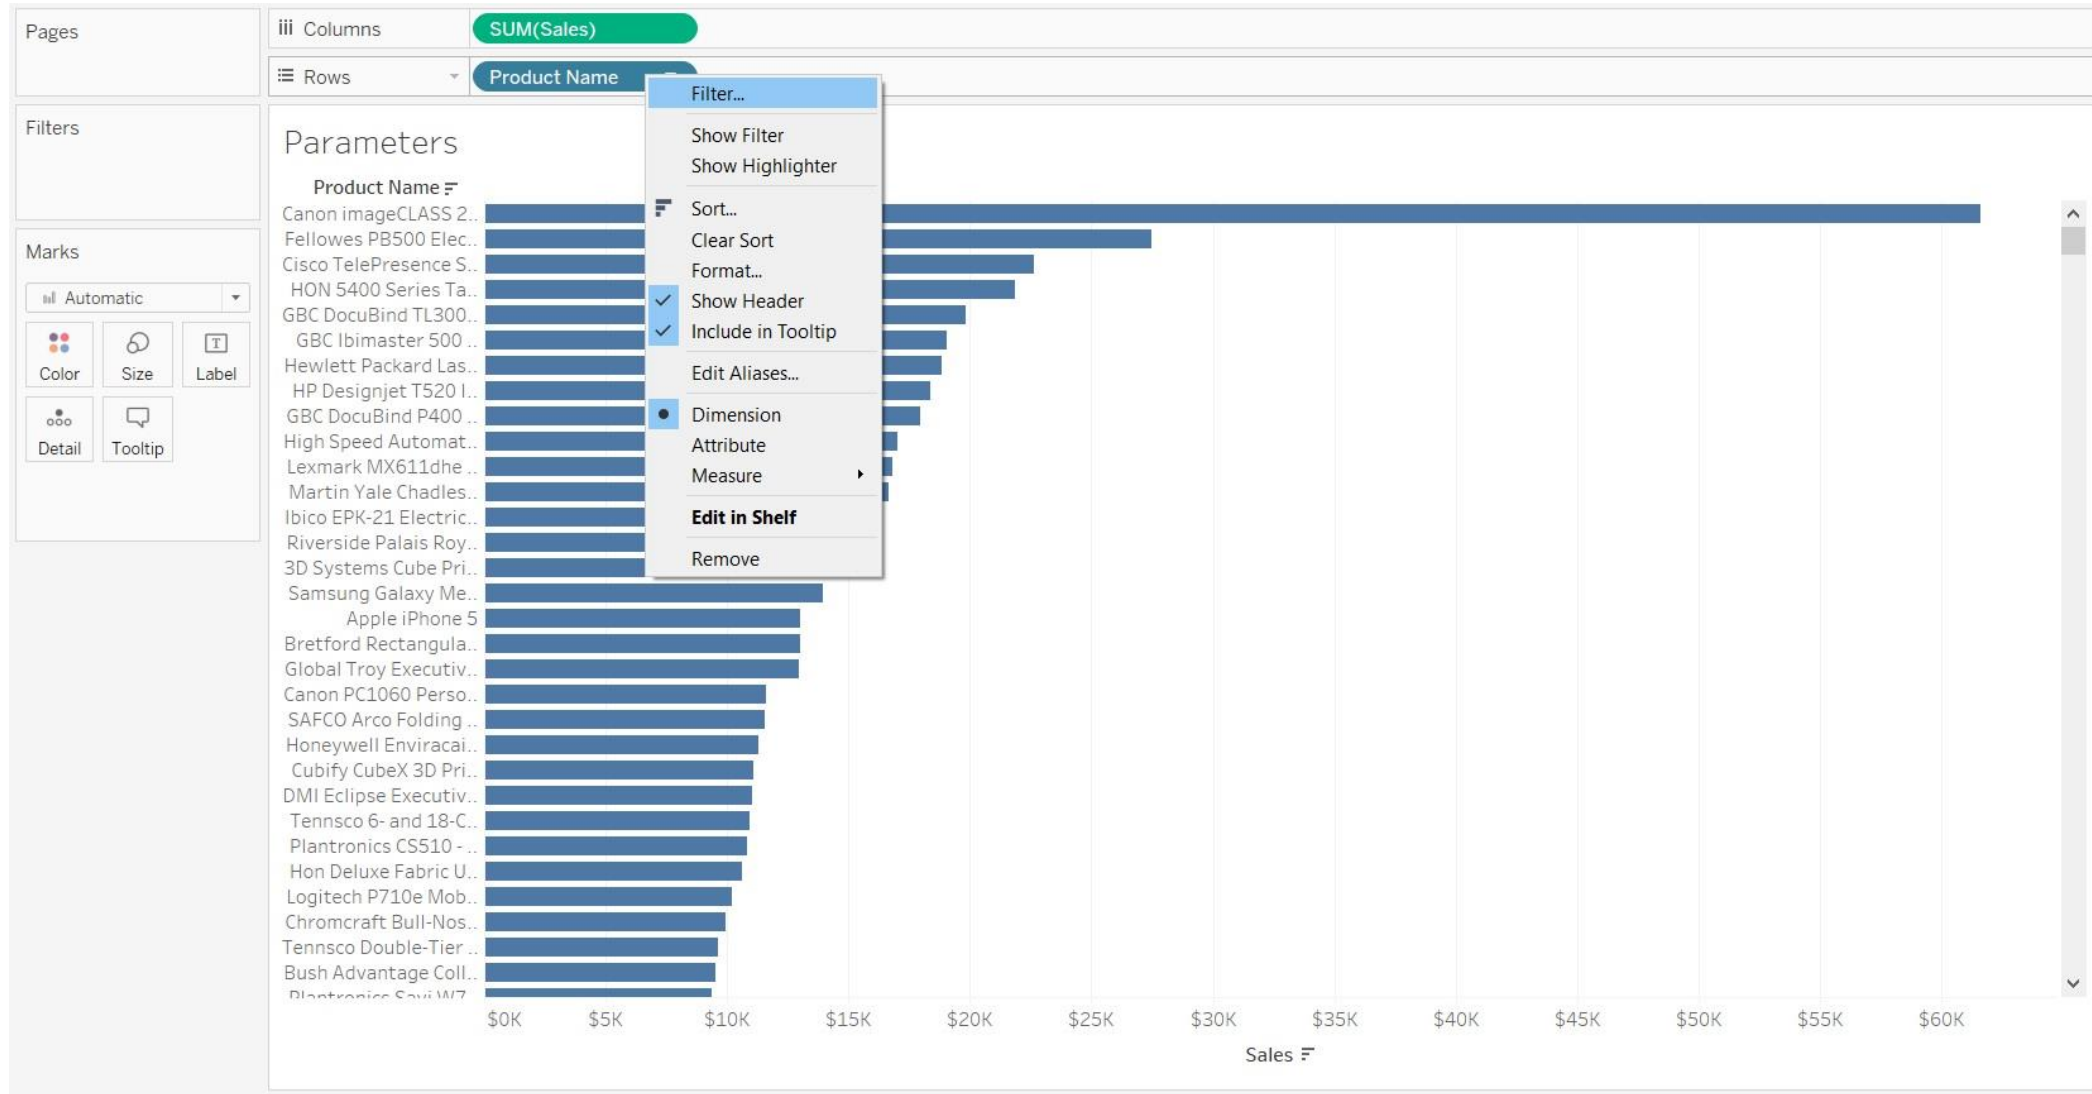 Pages
Columns
SUM(Sales)
Rows
Product Name
Filters
Marks
Automatic
Color
Size
Label
Detail
Tooltip
Parameters
Product Name
Canon imageCLASS 2..
Fellowes PB500 Elec..
Cisco TelePresence S..
HON 5400 Series Ta..
GBC DocuBind TL300..
GBC Ibimaster 500 ..
Hewlett Packard Las..
HP Designjet T520 I..
GBC DocuBind P400 ..
High Speed Automat..
Lexmark MX611dhe ..
Martin Yale Chadles..
Ibico EPK-21 Electric..
Riverside Palais Roy..
3D Systems Cube Pri..
Samsung Galaxy Me..
Apple iPhone 5
Bretford Rectangula..
Global Troy Executiv..
Canon PC1060 Perso..
SAFCO Arco Folding ..
Honeywell Enviracai..
Cubify CubeX 3D Pri..
DMI Eclipse Executiv..
Tennsco 6- and 18-C..
Plantronics CS510 - ..
Hon Deluxe Fabric U..
Logitech P710e Mob..
Chromcraft Bull-Nos..
Tennsco Double-Tier ..
Bush Advantage Coll..
Plantronics Savi W7..
Filter...
Show Filter
Show Highlighter
Sort...
Clear Sort
Format...
Show Header
Include in Tooltip
Edit Aliases...
Dimension
Attribute
Measure
Edit in Shelf
Remove
$0K $5K $10K $15K $20K $25K $30K $35K $40K $45K $50K $55K $60K
Sales